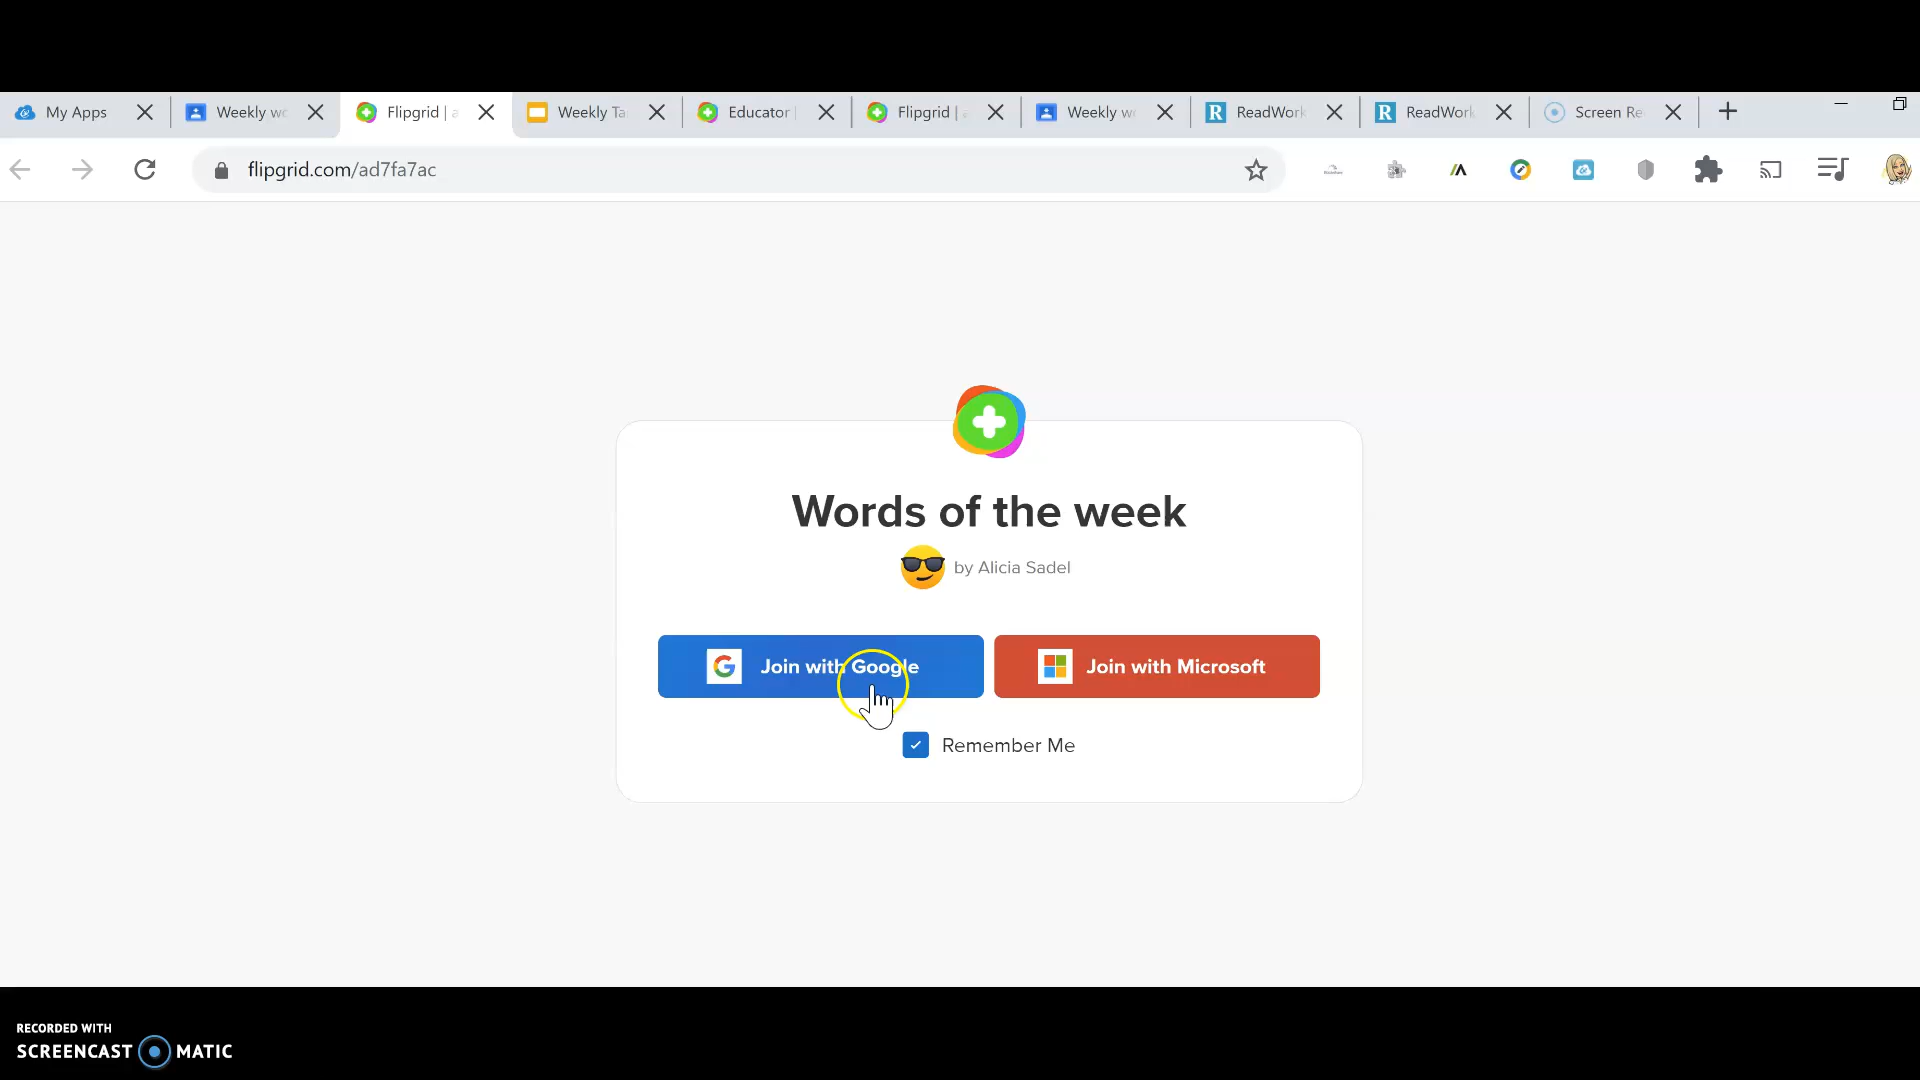 My Apps
Weekly wo
Flipgrid | a
Weekly Ta
Educator
Flipgrid |
Weekly w
ReadWork
ReadWork
Screen Re
flipgrid.com/ad7fa7ac
Words of the week
by Alicia Sadel
Join with Google
Join with Microsoft
Remember Me
RECORDED WITH
SCREENCAST MATIC